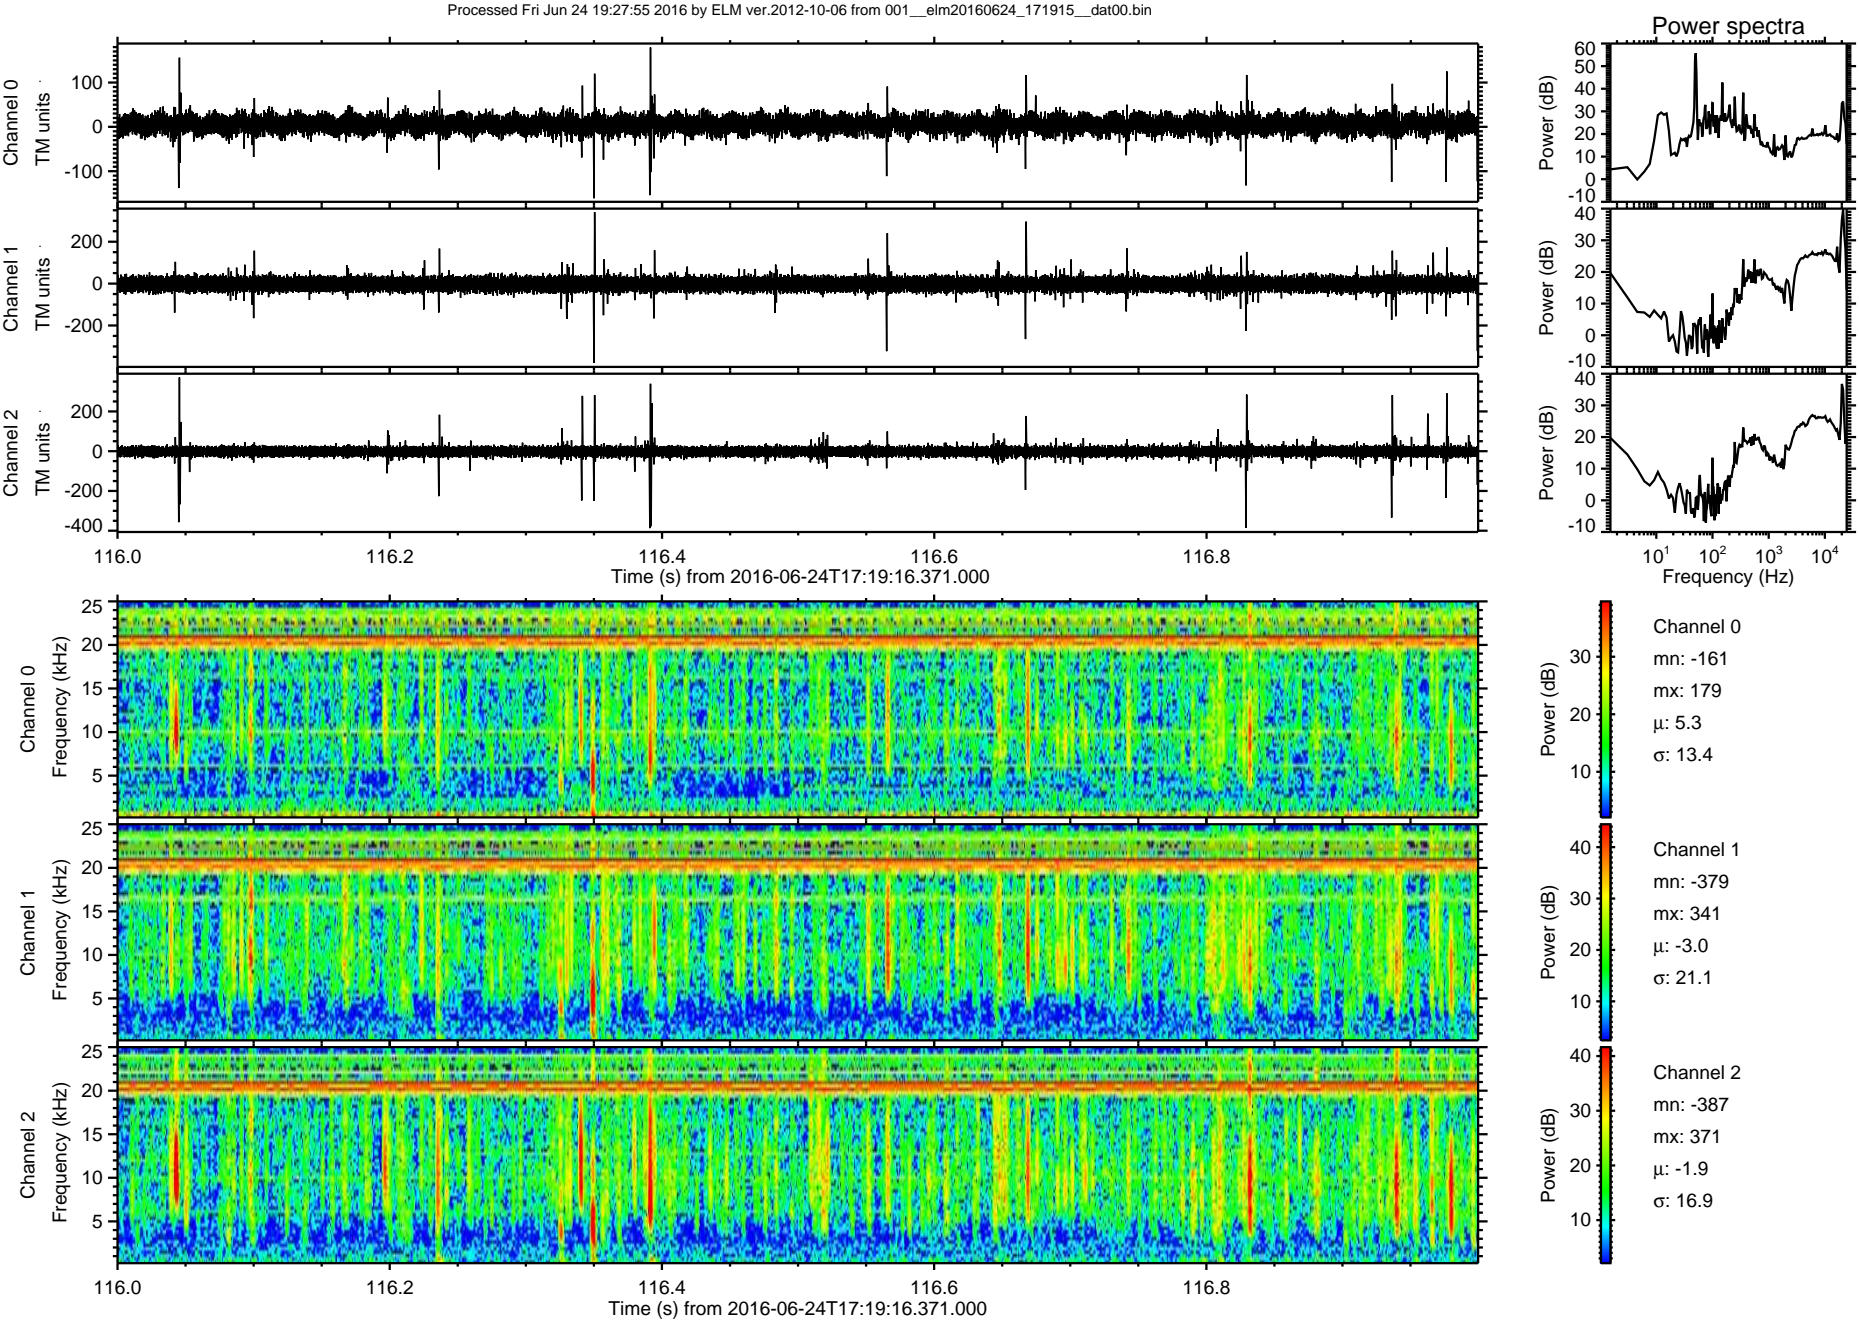 Processed Fri Jun 24 19:27:55 2016 by ELM ver.2012-10-06 from 001__elm20160624_171915__dat00.bin
Power spectra
Channel 0
TM units
100
0
-100
Power (dB)
60
50
40
30
20
10
0
-10
Channel 1
TM units
200
0
-200
Power (dB)
40
30
20
10
0
-10
Channel 2
TM units
200
0
-200
-400
Power (dB)
40
30
20
10
0
-10
116.0 116.2 116.4 116.6 116.8
Time (s) from 2016-06-24T17:19:16.371.000
10^1 10^2 10^3 10^4
Frequency (Hz)
Channel 0
Frequency (kHz)
25
20
15
10
5
Power (dB)
30
20
10
Channel 0
mn: -161
mx: 179
μ: 5.3
σ: 13.4
Channel 1
Frequency (kHz)
25
20
15
10
5
Power (dB)
40
30
20
10
Channel 1
mn: -379
mx: 341
μ: -3.0
σ: 21.1
Channel 2
Frequency (kHz)
25
20
15
10
5
Power (dB)
40
30
20
10
Channel 2
mn: -387
mx: 371
μ: -1.9
σ: 16.9
116.0 116.2 116.4 116.6 116.8
Time (s) from 2016-06-24T17:19:16.371.000